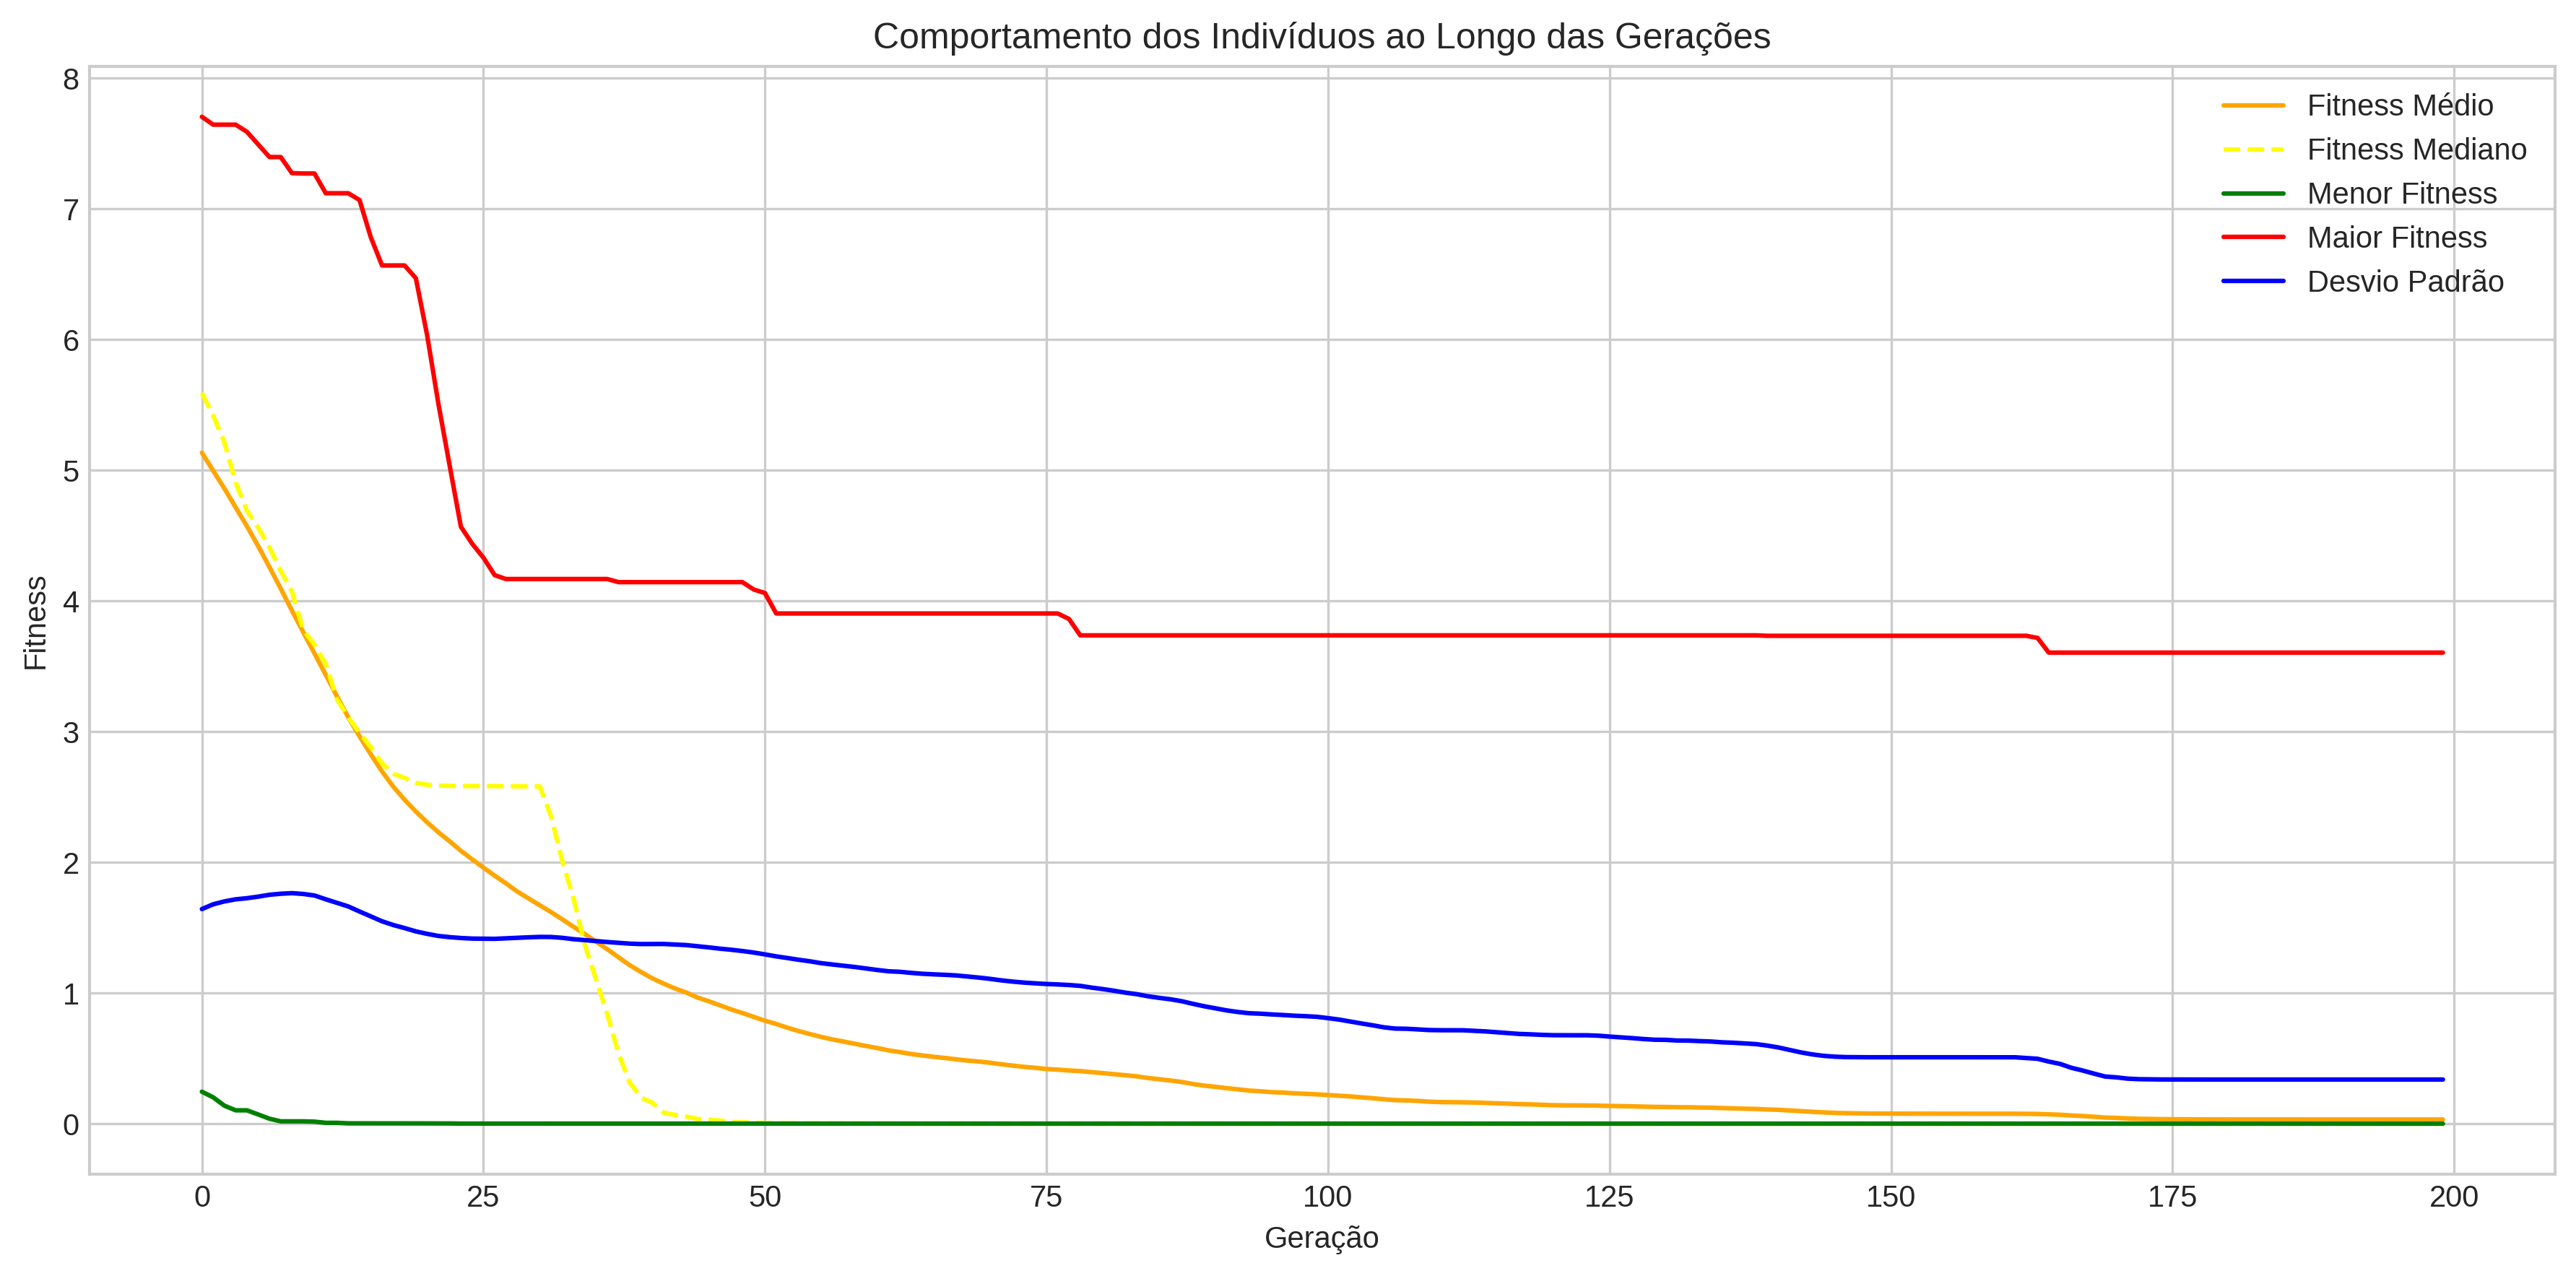 Comportamento dos Indivíduos ao Longo das Gerações
8
7
6
5
4
3
2
1
0
Fitness
Fitness Médio
Fitness Mediano
Menor Fitness
Maior Fitness
Desvio Padrão
0 25 50 75 100 125 150 175 200
Geração